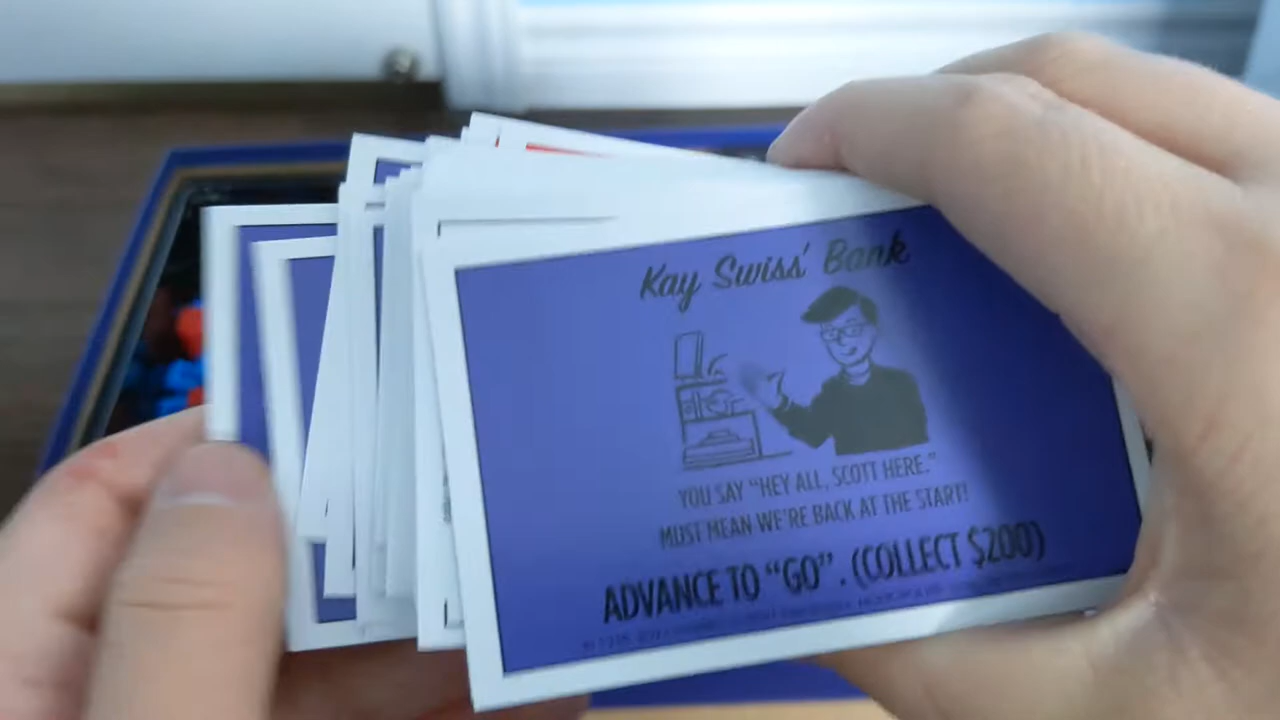 Kay Swiss' Bank
YOU SAY "HEY ALL, SCOTT HERE."
MUST MEAN WE'RE BACK AT THE START!
ADVANCE TO "GO". (COLLECT $200)